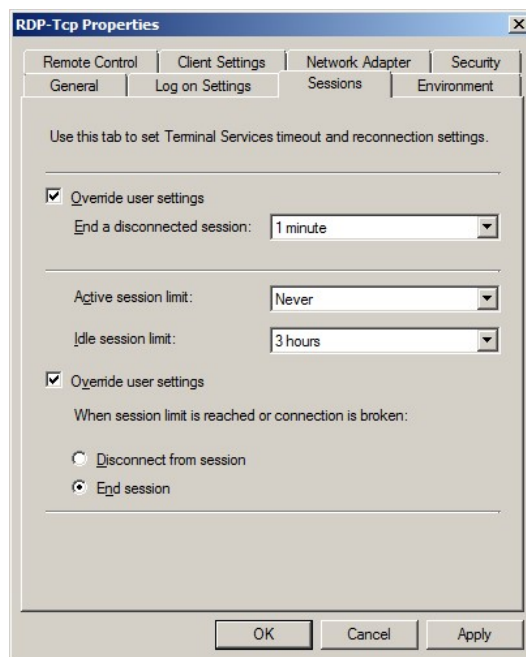 RDP-Tcp Properties
Remote Control Client Settings Network Adapter Security
General Log on Settings Sessions Environment
Use this tab to set Terminal Services timeout and reconnection settings.
Override user settings
End a disconnected session: 1 minute
Active session limit: Never
Idle session limit: 3 hours
Override user settings
When session limit is reached or connection is broken:
Disconnect from session
End session
OK Cancel Apply